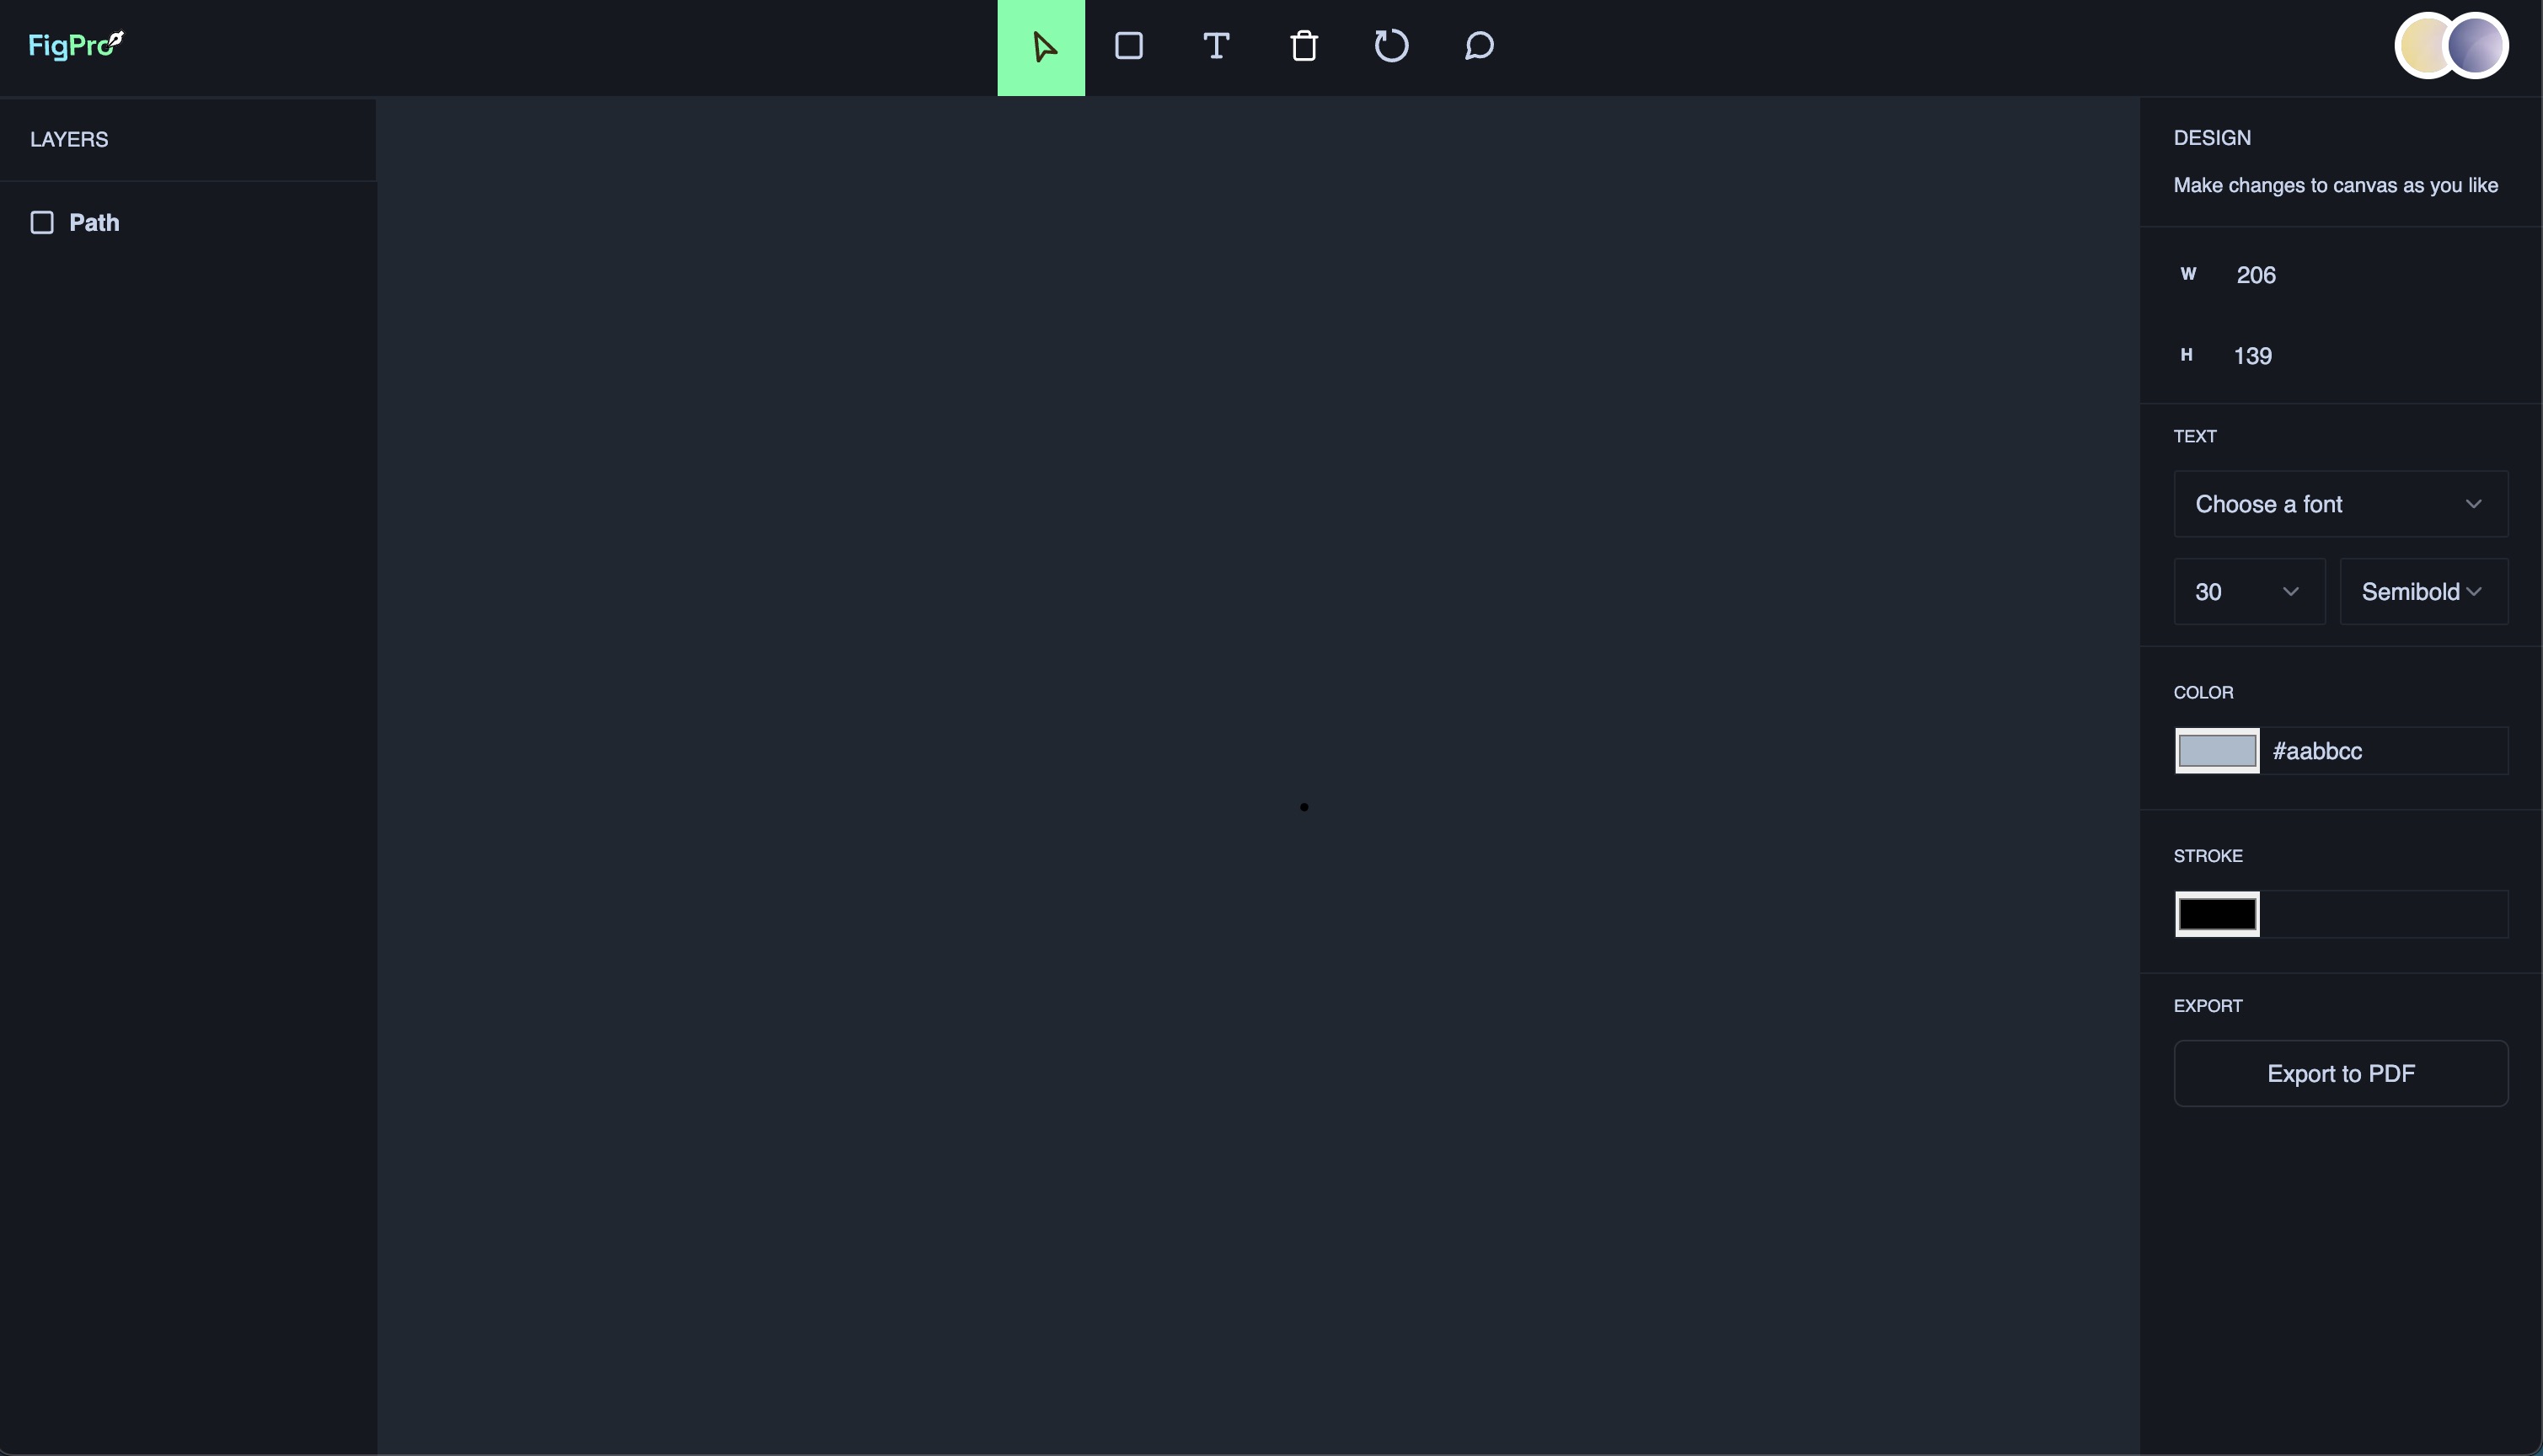 FigPro
LAYERS
Path
DESIGN
Make changes to canvas as you like
W 206
H 139
TEXT
Choose a font
30 Semibold
COLOR
#aabbcc
STROKE
EXPORT
Export to PDF